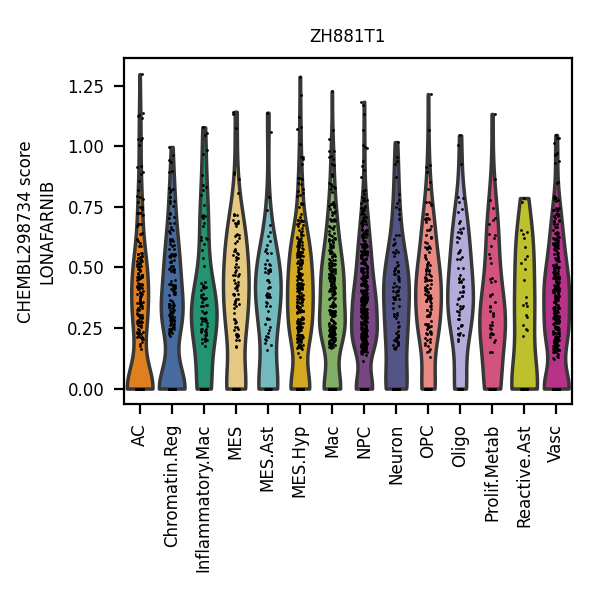 ZH881T1
CHEMBL298734 score
LONAFARNIB
1.25
1.00
0.75
0.50
0.25
0.00
AC
Chromatin.Reg
Inflammatory.Mac
MES
MES.Ast
MES.Hyp
Mac
NPC
Neuron
OPC
Oligo
Prolif.Metab
Reactive.Ast
Vasc